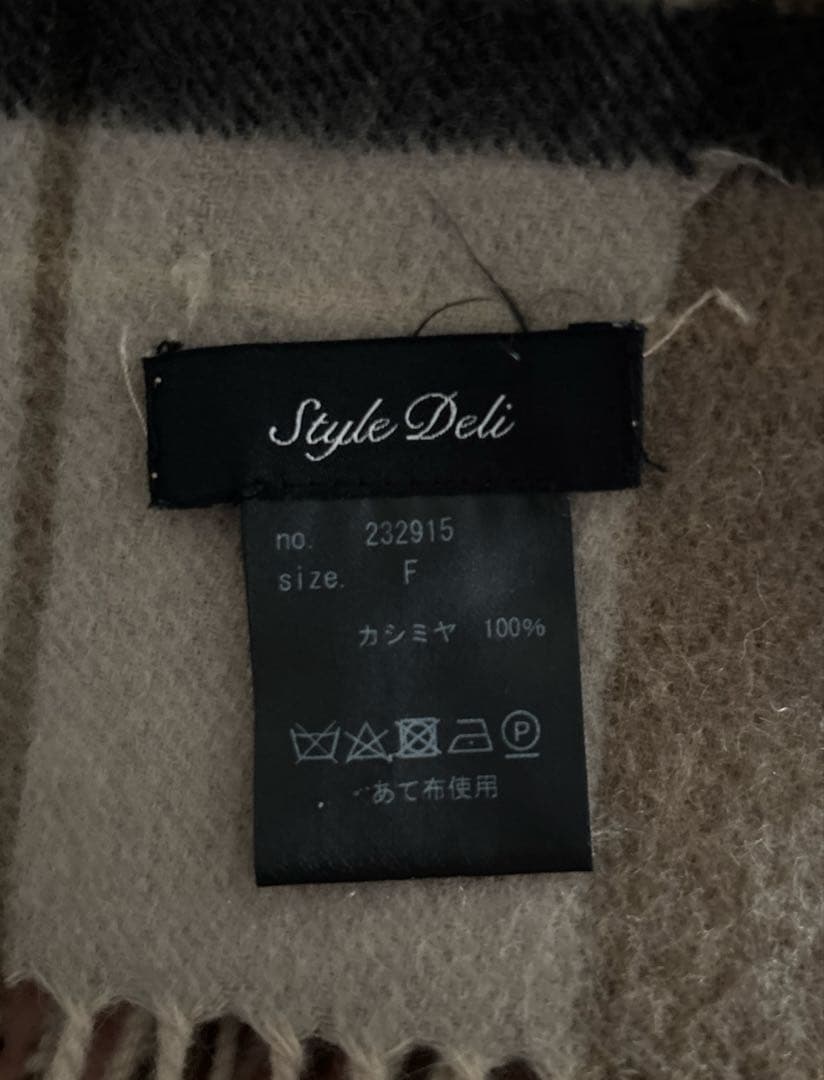 Style Deli
no. 232915
size. F
カシミヤ 100%
P
あて布使用